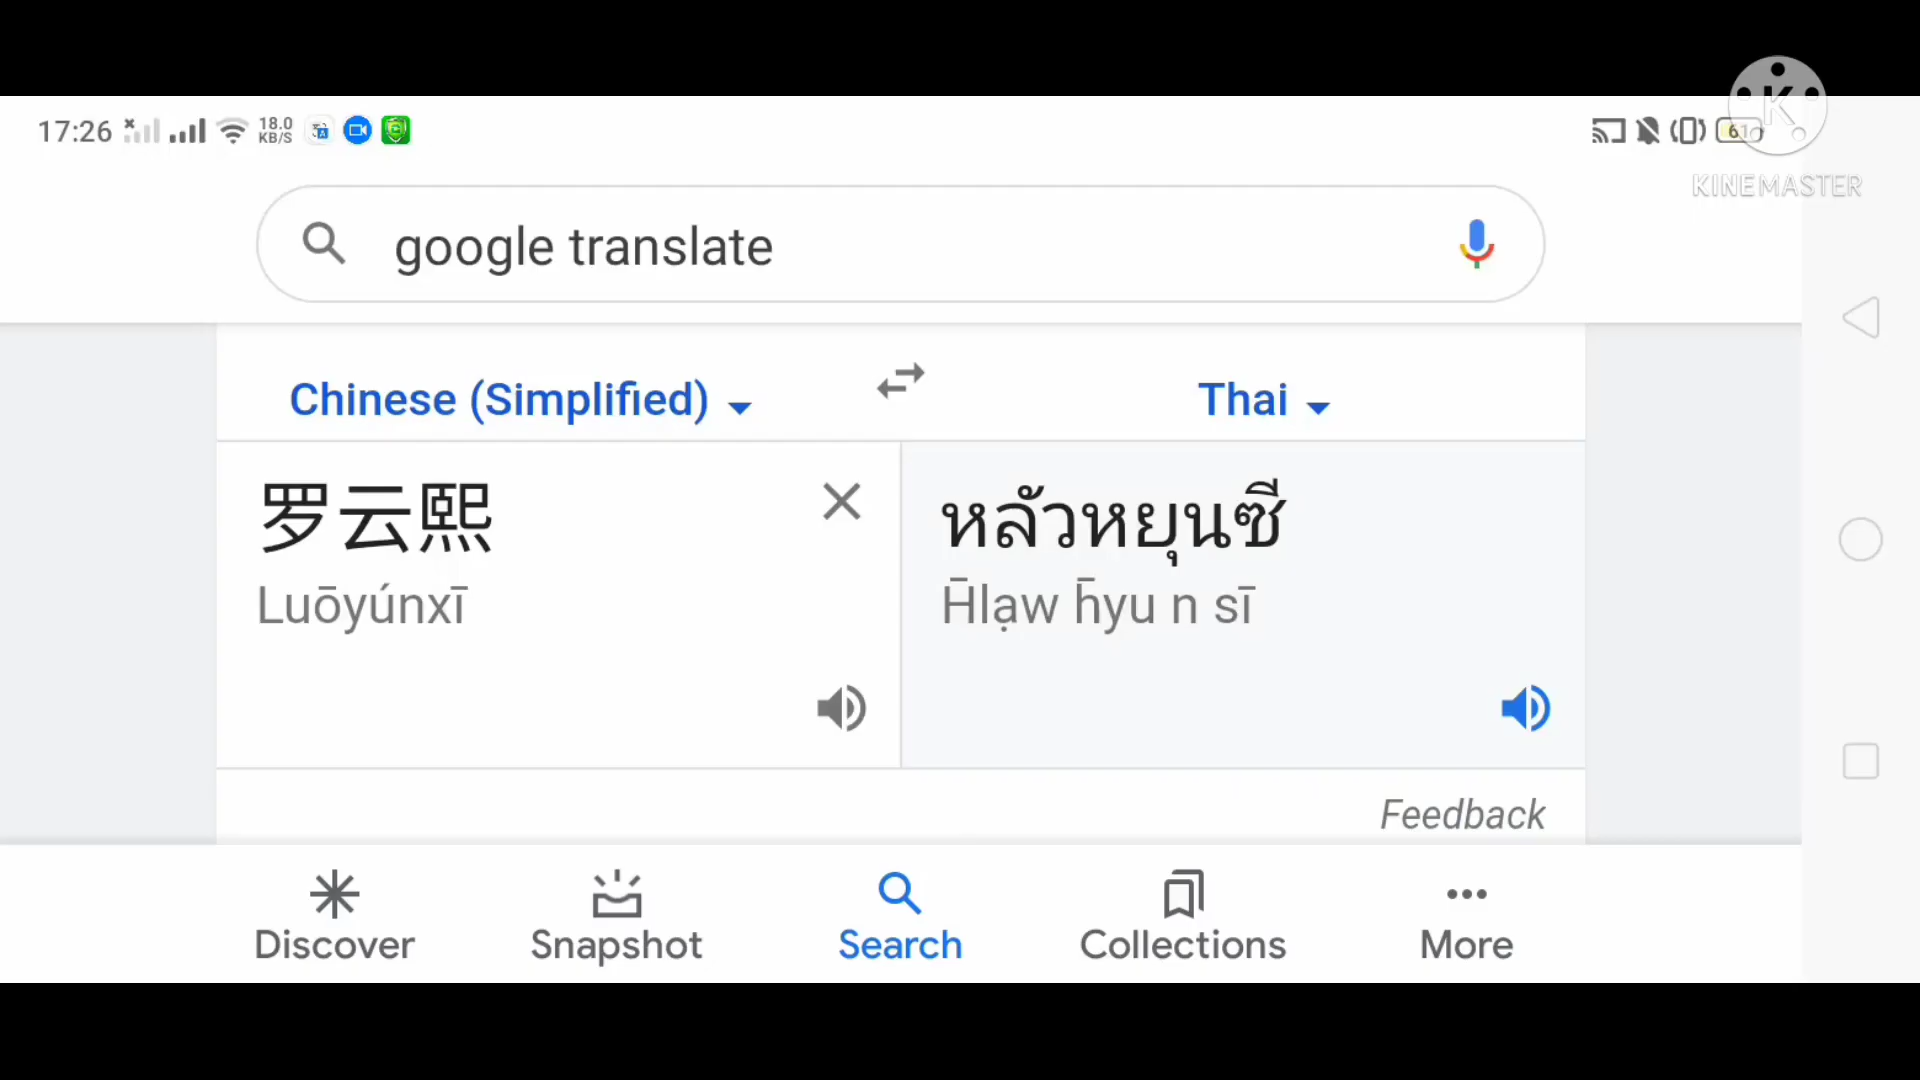 17:26 18.0 KB/S 61
KINEMASTER
google translate
Chinese (Simplified) Thai
罗云熙 หลัวหยุนซี
Luōyúnxī H̄lạw h̄yu n sī
Feedback
Discover Snapshot Search Collections More